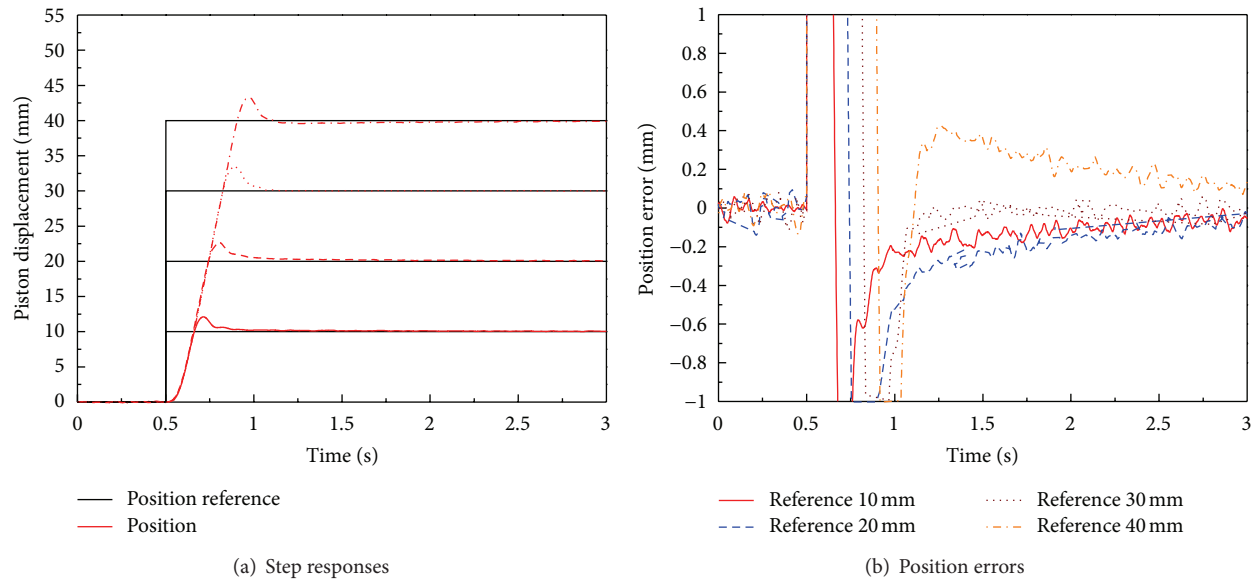 55
50
45
40
35
30
25
20
15
10
5
0
Piston displacement (mm)
0 0.5 1 1.5 2 2.5 3
Time (s)
Position reference
Position
(a) Step responses
1
0.8
0.6
0.4
0.2
0
−0.2
−0.4
−0.6
−0.8
−1
Position error (mm)
0 0.5 1 1.5 2 2.5 3
Time (s)
Reference 10 mm
Reference 20 mm
Reference 30 mm
Reference 40 mm
(b) Position errors